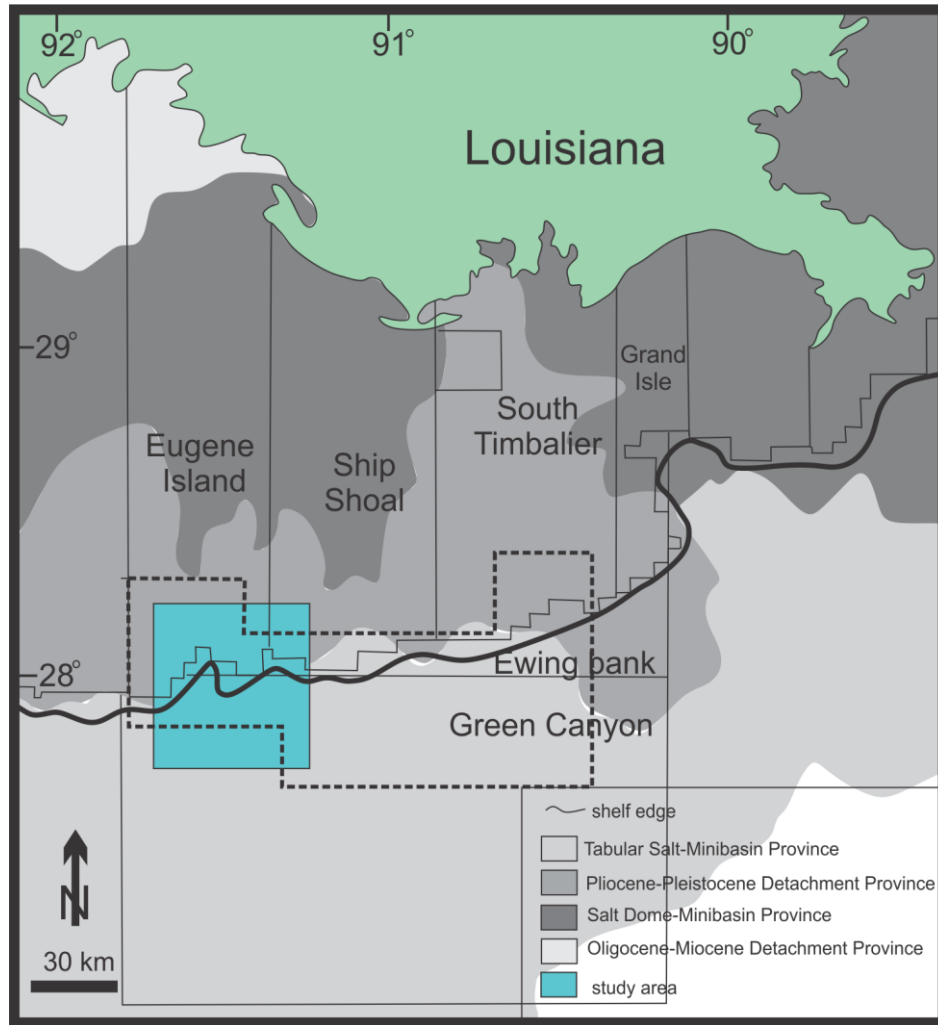 92° 91° 90°
Louisiana
29°
Grand
Isle
South
Timbalier
Eugene
Island
Ship
Shoal
28°
Ewing bank
Green Canyon
shelf edge
Tabular Salt-Minibasin Province
Pliocene-Pleistocene Detachment Province
Salt Dome-Minibasin Province
Oligocene-Miocene Detachment Province
study area
N
30 km